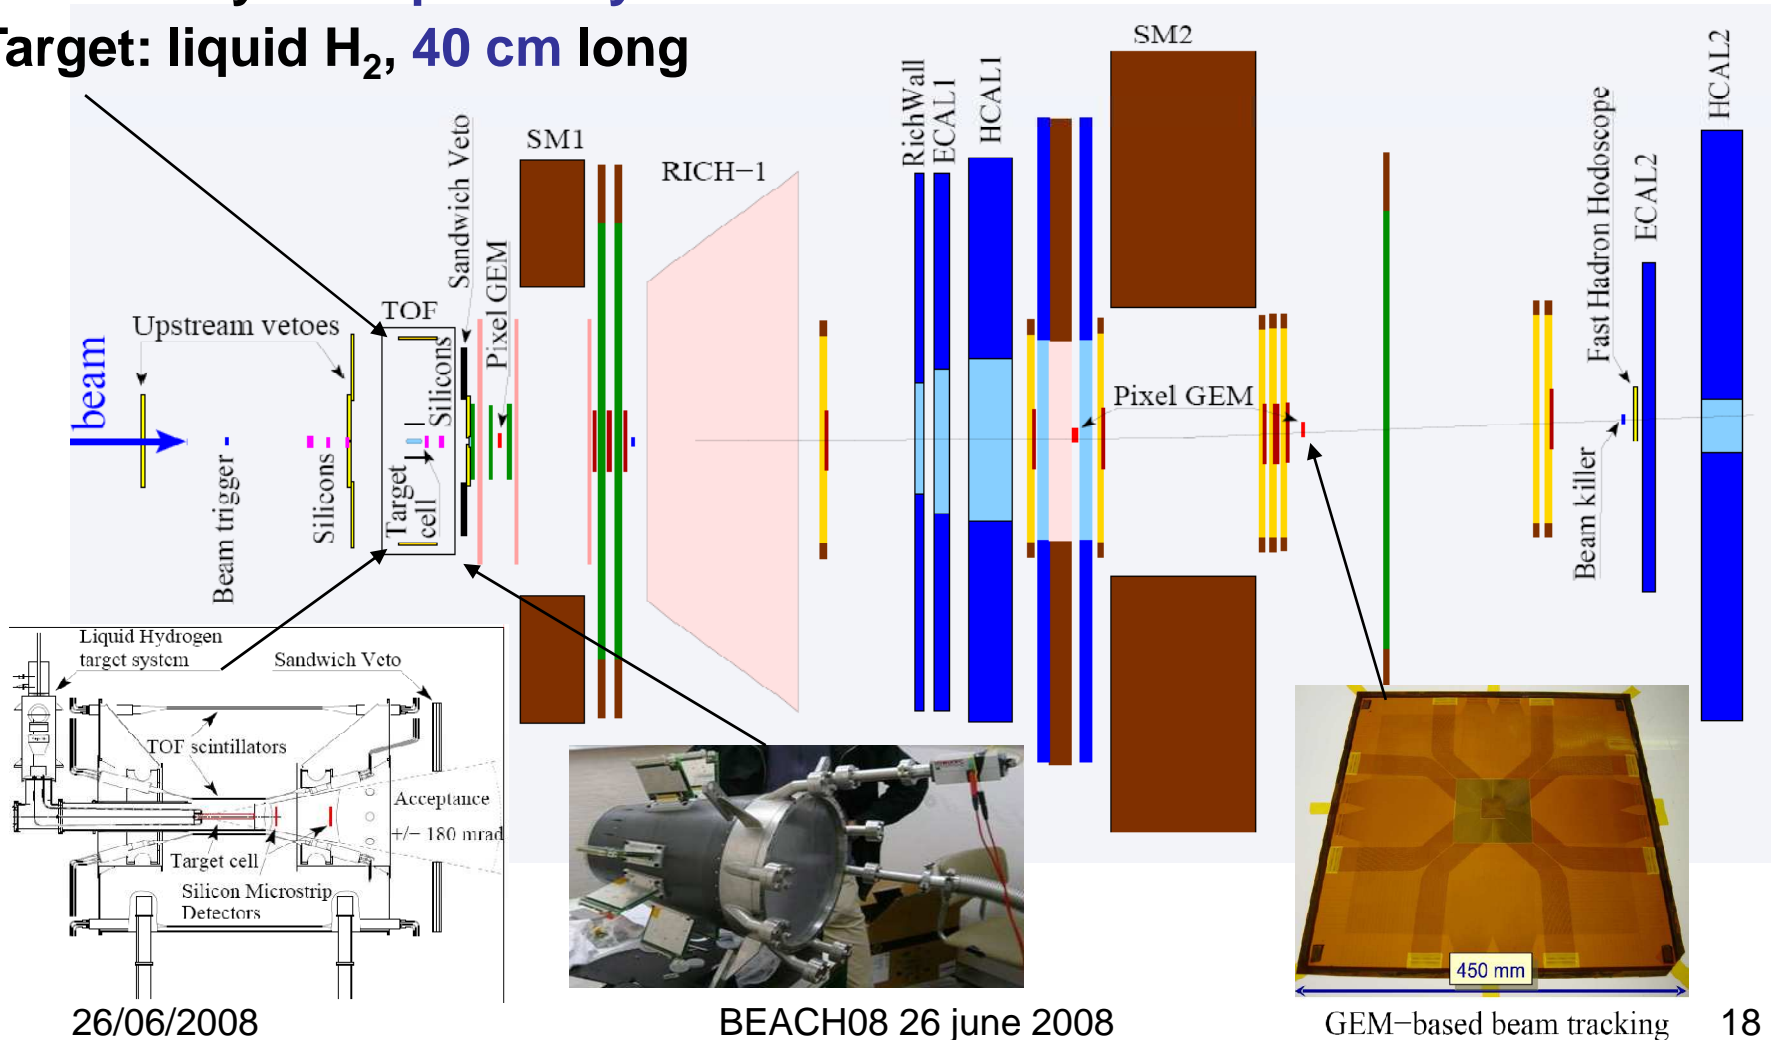 Target: liquid H2, 40 cm long
SM2
HCAL2
HCAL1
RichWall
ECAL1
Sandwich Veto
SM1
RICH-1
Fast Hadron Hodoscope
ECAL2
Pixel GEM
TOF
Upstream vetoes
beam
Silicons
Pixel GEM
Beam trigger
Silicons
Target
cell
Beam killer
Liquid Hydrogen
target system
Sandwich Veto
TOF scintillators
Acceptance
+/- 180 mrad
Target cell
Silicon Microstrip
Detectors
450 mm
26/06/2008
BEACH08 26 june 2008
GEM-based beam tracking
18